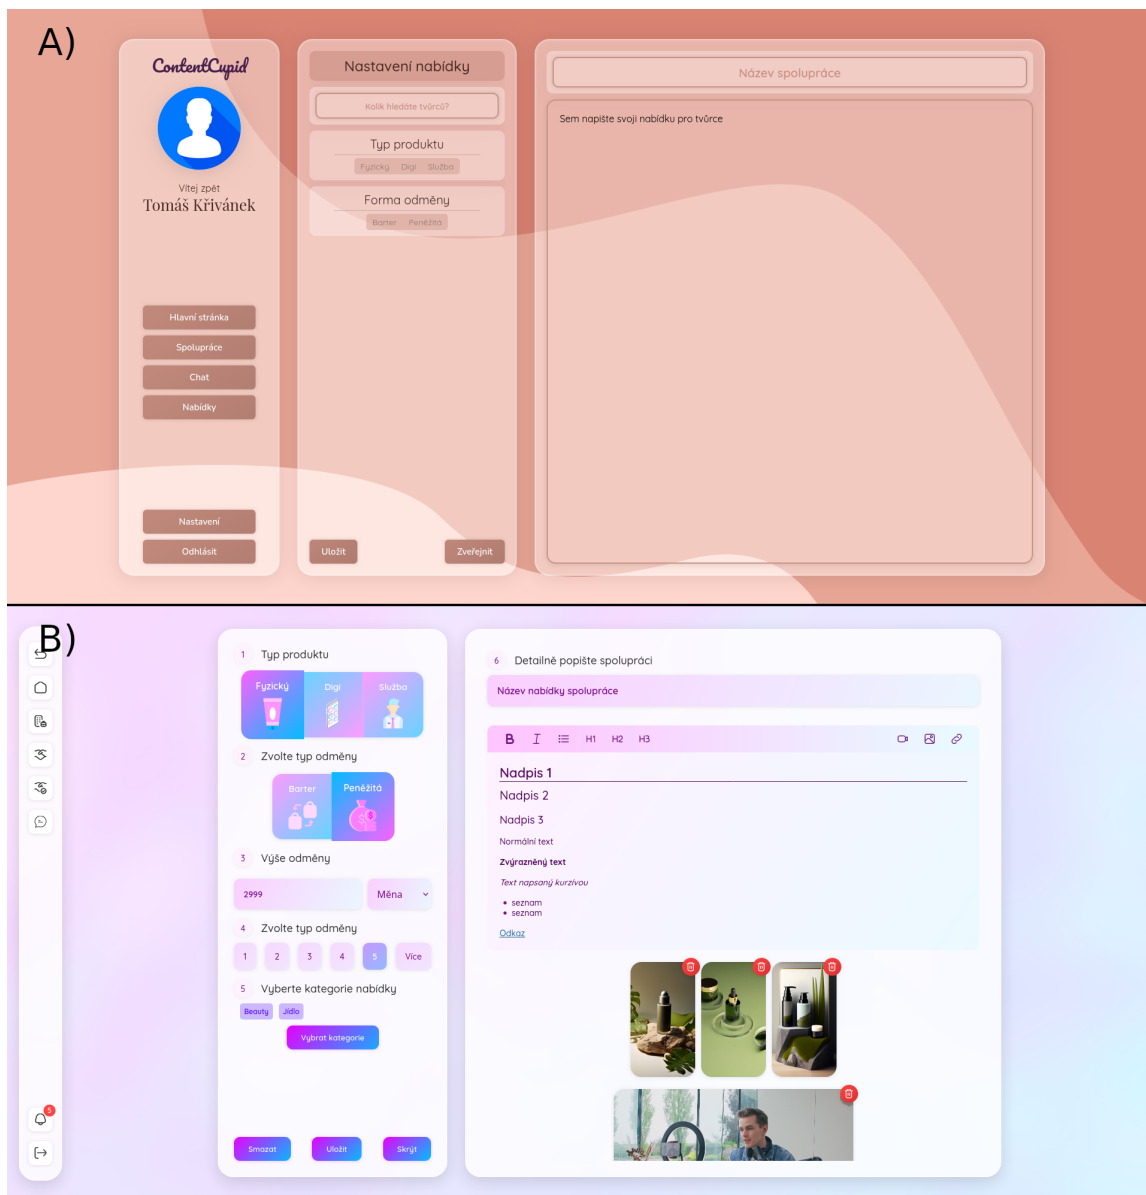 A)
ContentCupid
Vítej zpět
Tomáš Křivánek
Hlavní stránka
Spolupráce
Chat
Nabídky
Nastavení
Odhlásit
Nastavení nabídky
Kolik hledáte tvůrců?
Typ produktu
Fyzický Digi Služba
Forma odměny
Barter Peněžitá
Uložit Zveřejnit
Název spolupráce
Sem napište svoji nabídku pro tvůrce
B)
1 Typ produktu
Fyzický Digi Služba
2 Zvolte typ odměny
Barter Peněžitá
3 Výše odměny
2999 Měna
4 Zvolte typ odměny
1 2 3 4 5 Více
5 Vyberte kategorie nabídky
Beauty Jídlo
Vybrat kategorie
Smazat Uložit Skrýt
5
6 Detailně popište spolupráci
Název nabídky spolupráce
B I H1 H2 H3
Nadpis 1
Nadpis 2
Nadpis 3
Normální text
Zvýrazněný text
Text napsaný kurzívou
• seznam
• seznam
Odkaz